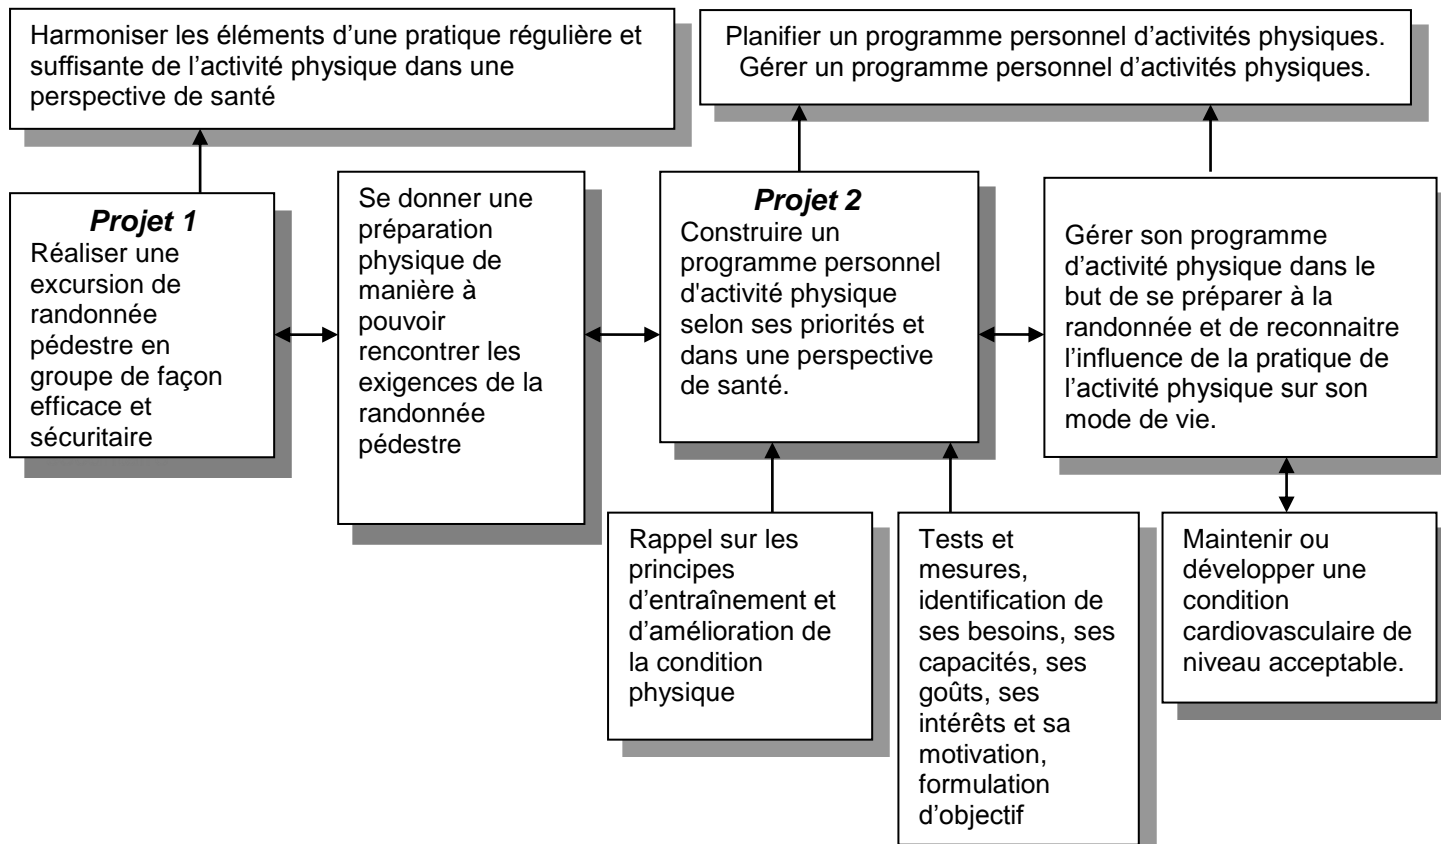 Harmoniser les éléments d’une pratique régulière et
suffisante de l’activité physique dans une
perspective de santé
Planifier un programme personnel d’activités physiques.
Gérer un programme personnel d’activités physiques.
Projet 1
Réaliser une
excursion de
randonnée
pédestre en
groupe de façon
efficace et
sécuritaire
Se donner une
préparation
physique de
manière à
pouvoir
rencontrer les
exigences de la
randonnée
pédestre
Projet 2
Construire un
programme personnel
d'activité physique
selon ses priorités et
dans une perspective
de santé.
Gérer son programme
d’activité physique dans le
but de se préparer à la
randonnée et de reconnaitre
l’influence de la pratique de
l’activité physique sur son
mode de vie.
Rappel sur les
principes
d’entraînement et
d’amélioration de
la condition
physique
Tests et
mesures,
identification de
ses besoins, ses
capacités, ses
goûts, ses
intérêts et sa
motivation,
formulation
d’objectif
Maintenir ou
développer une
condition
cardiovasculaire de
niveau acceptable.